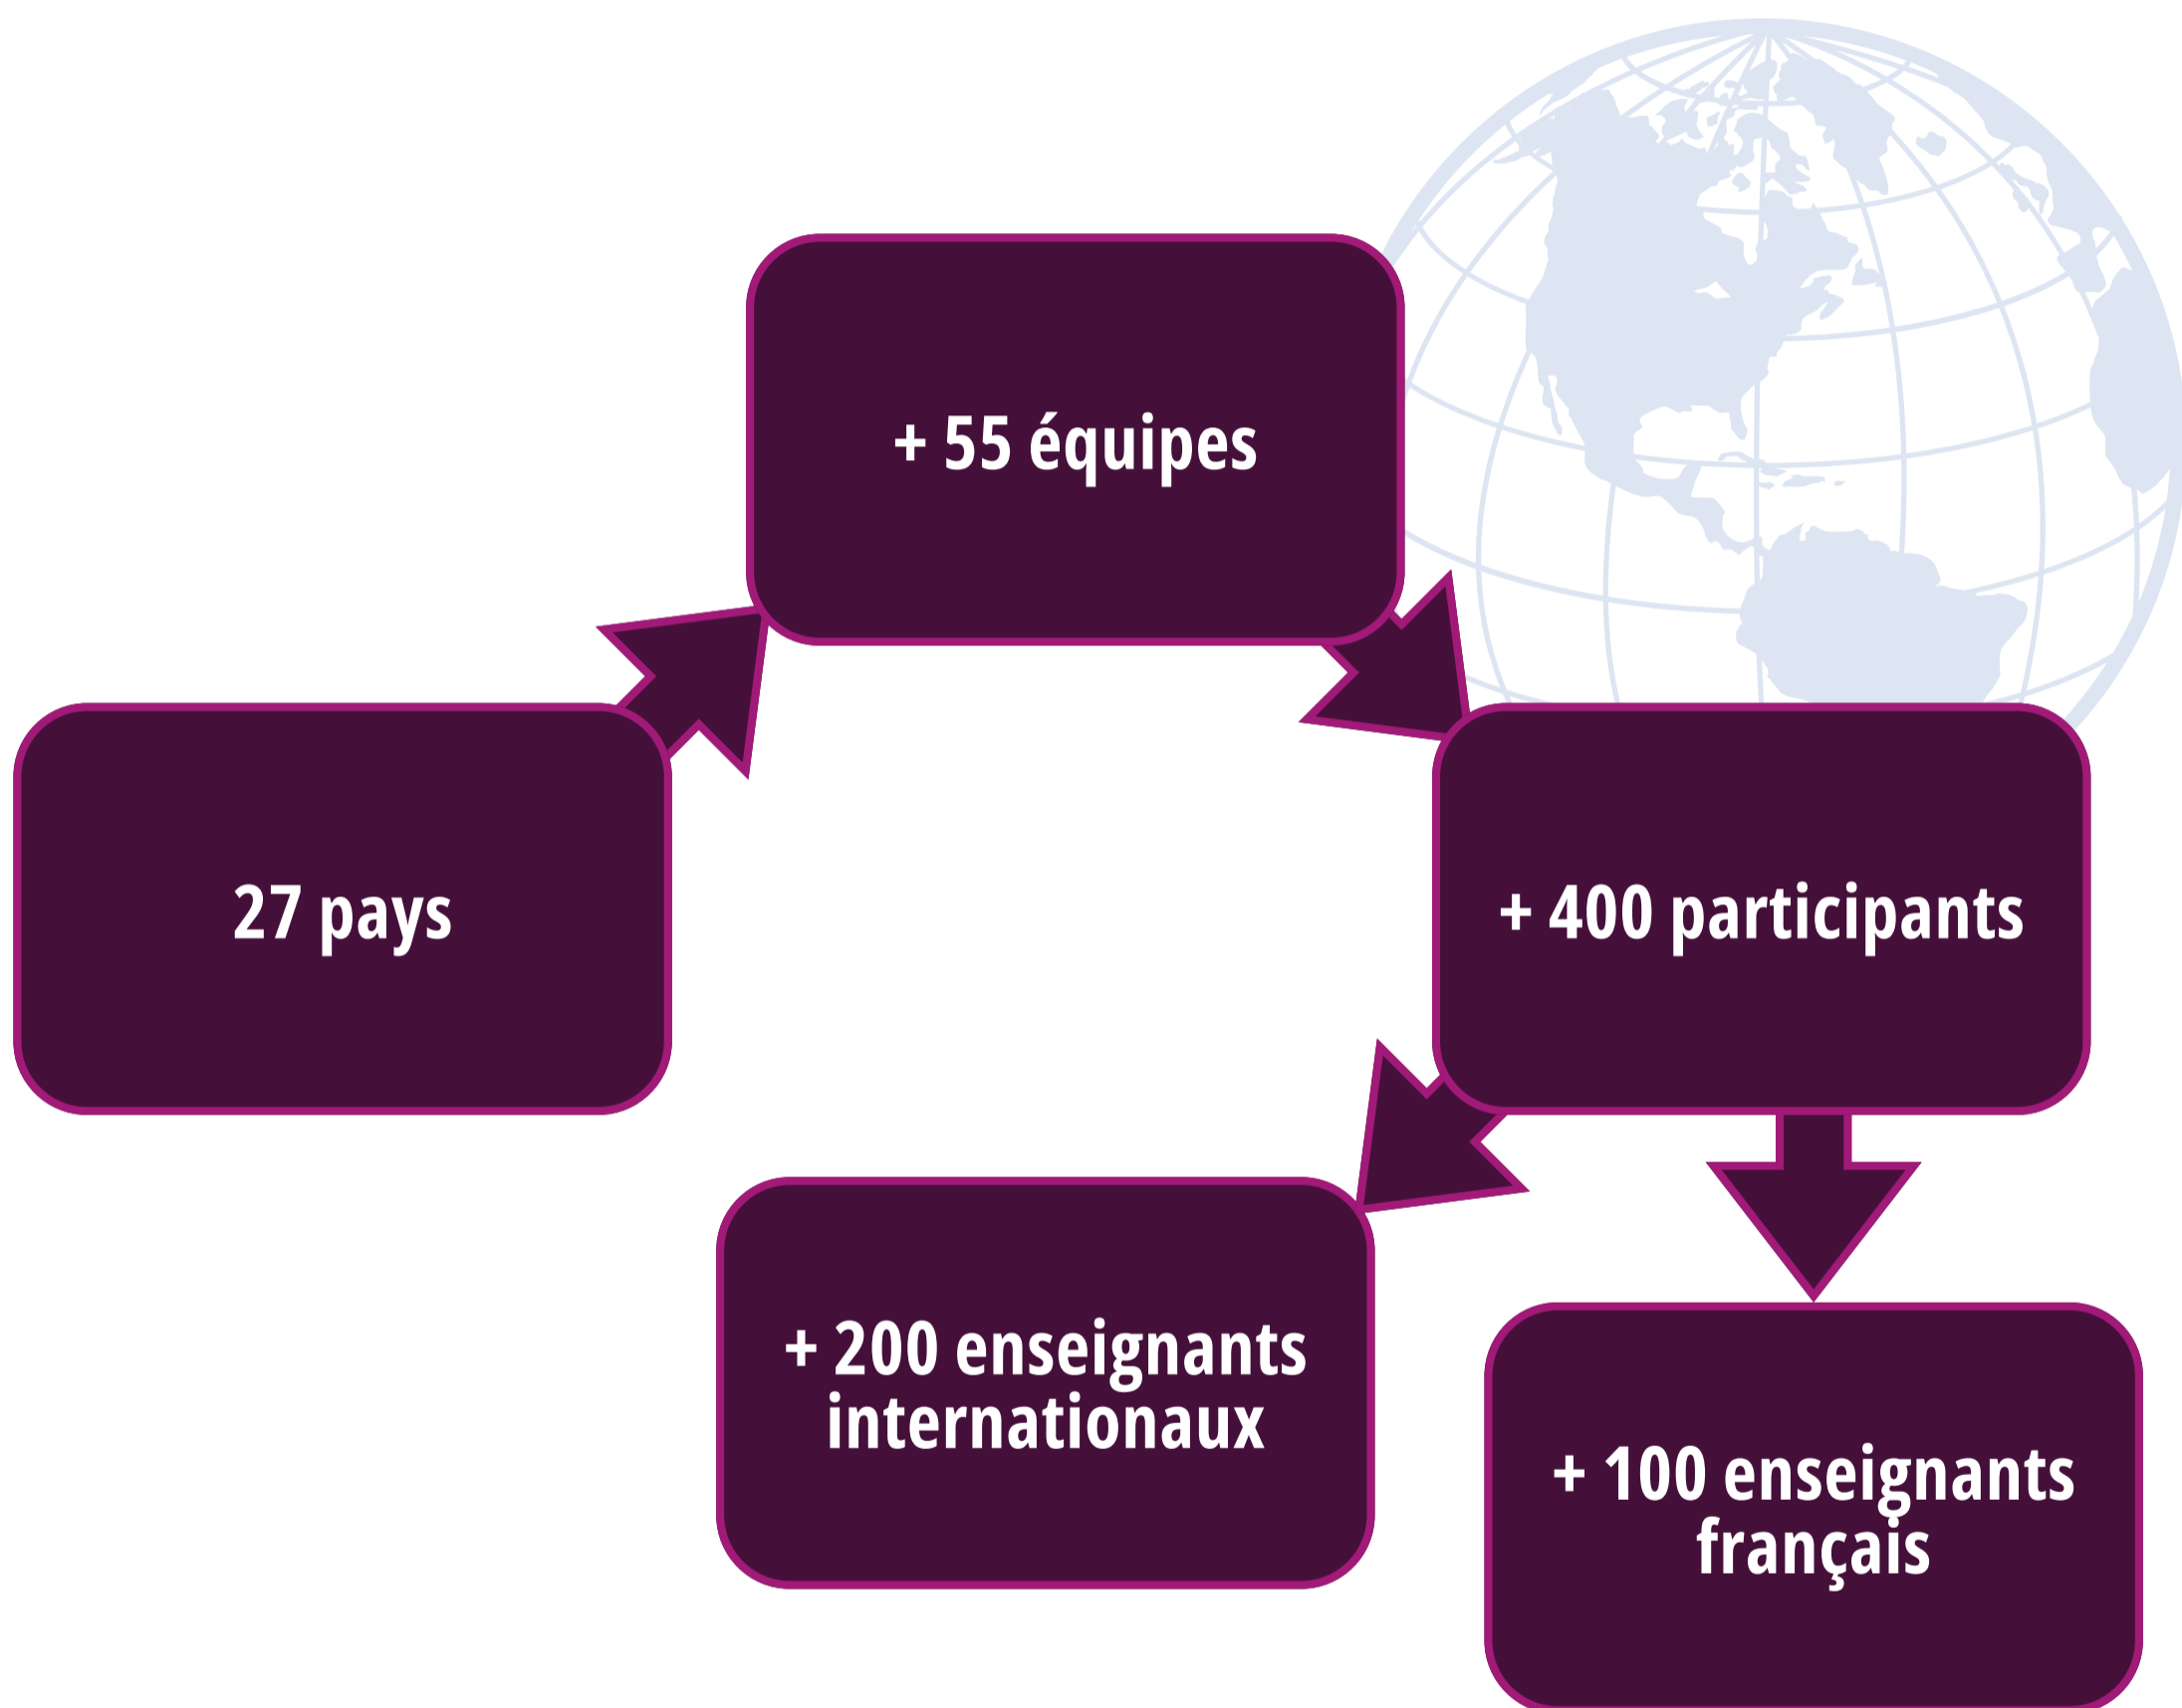 + 55 équipes
27 pays
+ 400 participants
+ 200 enseignants
internationaux
+ 100 enseignants
français